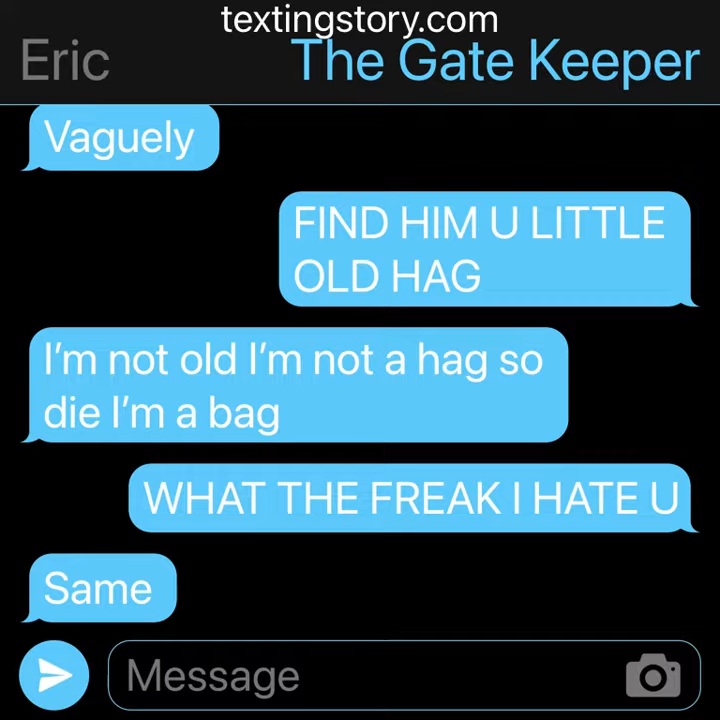 textingstory.com
Eric
The Gate Keeper
Vaguely
FIND HIM U LITTLE
OLD HAG
I'm not old I'm not a hag so
die I'm a bag
WHAT THE FREAK I HATE U
Same
Message